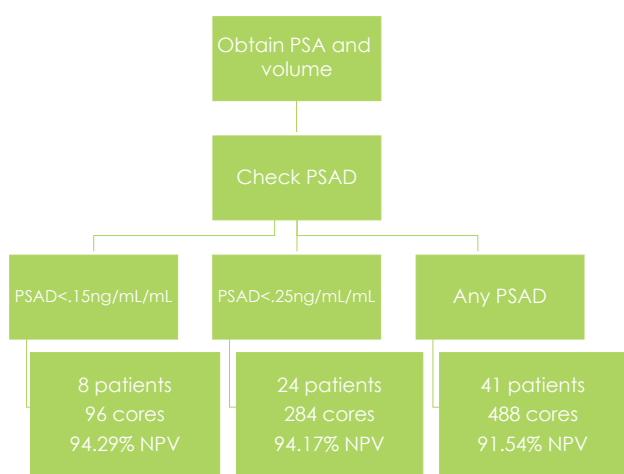 Obtain PSA and
volume
Check PSAD
PSAD<.15ng/mL/mL
PSAD<.25ng/mL/mL
Any PSAD
8 patients
96 cores
94.29% NPV
24 patients
284 cores
94.17% NPV
41 patients
488 cores
91.54% NPV